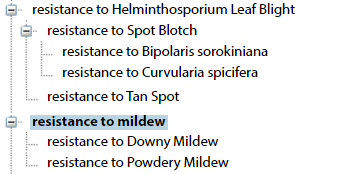 resistance to Helminthosporium Leaf Blight
resistance to Spot Blotch
resistance to Bipolaris sorokiniana
resistance to Curvularia spicifera
resistance to Tan Spot
resistance to mildew
resistance to Downy Mildew
resistance to Powdery Mildew